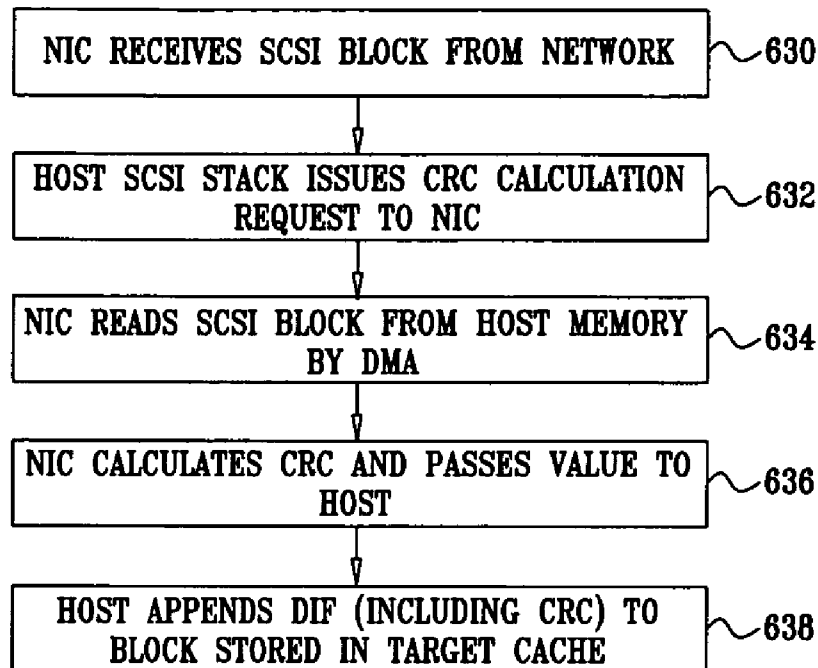 NIC RECEIVES SCSI BLOCK FROM NETWORK
630
HOST SCSI STACK ISSUES CRC CALCULATION
REQUEST TO NIC
632
NIC READS SCSI BLOCK FROM HOST MEMORY
BY DMA
634
NIC CALCULATES CRC AND PASSES VALUE TO
HOST
636
HOST APPENDS DIF (INCLUDING CRC) TO
BLOCK STORED IN TARGET CACHE
638